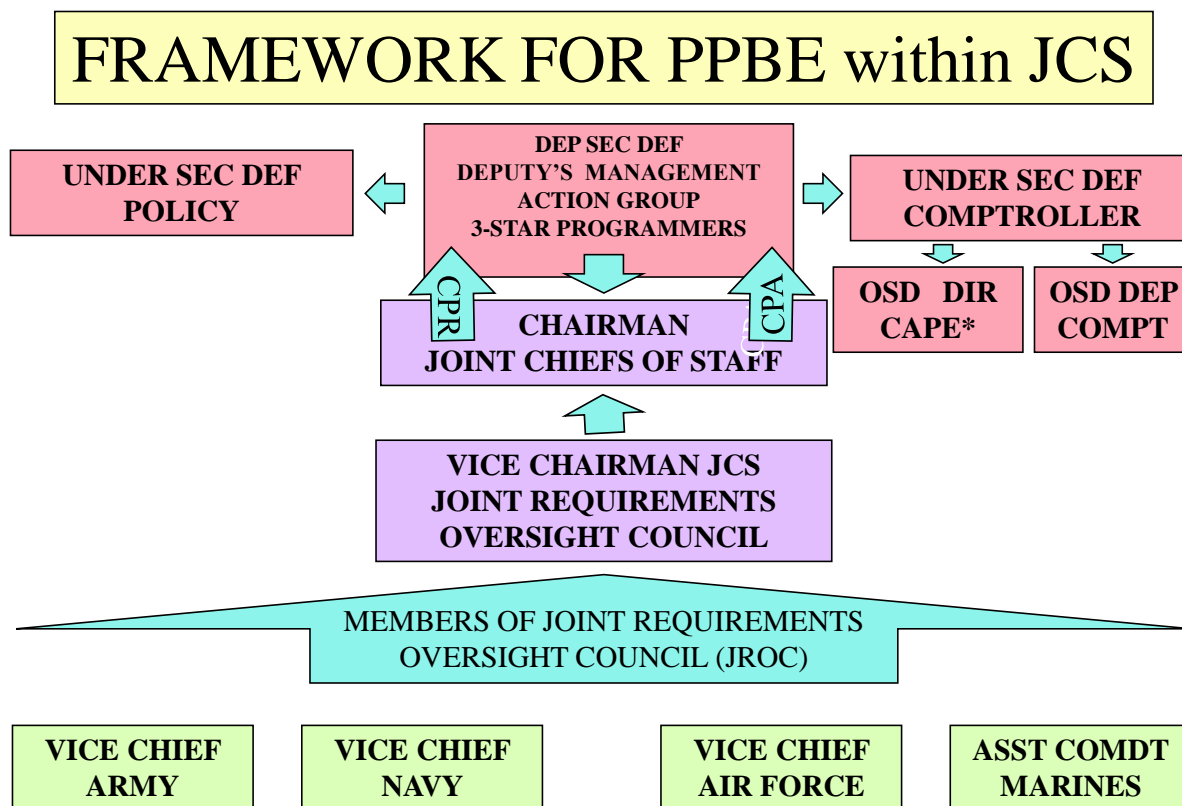 FRAMEWORK FOR PPBE within JCS
UNDER SEC DEF
POLICY
DEP SEC DEF
DEPUTY'S MANAGEMENT
ACTION GROUP
3-STAR PROGRAMMERS
UNDER SEC DEF
COMPTROLLER
CPR
CPA
OSD DIR
CAPE*
OSD DEP
COMPT
CHAIRMAN
JOINT CHIEFS OF STAFF
VICE CHAIRMAN JCS
JOINT REQUIREMENTS
OVERSIGHT COUNCIL
MEMBERS OF JOINT REQUIREMENTS
OVERSIGHT COUNCIL (JROC)
VICE CHIEF
ARMY
VICE CHIEF
NAVY
VICE CHIEF
AIR FORCE
ASST COMDT
MARINES